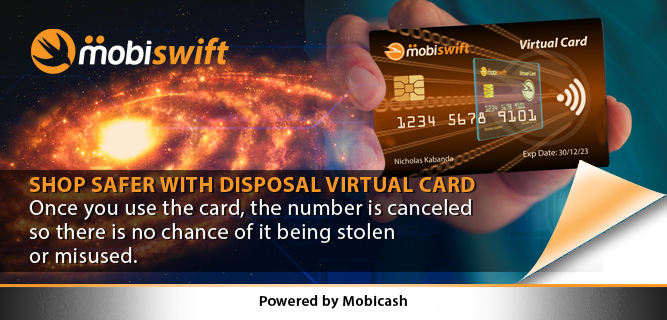 mobiswift
mobiswift
Virtual Card
1234 5678 9101
Nicholas Kabanda
Exp Date: 30/12/23
SHOP SAFER WITH DISPOSAL VIRTUAL CARD
Once you use the card, the number is canceled
so there is no chance of it being stolen
or misused.
Powered by Mobicash